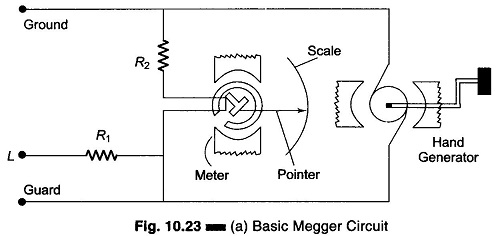 Ground
R2
Scale
R1
L
Meter
Pointer
Hand
Generator
Guard
Fig. 10.23 (a) Basic Megger Circuit